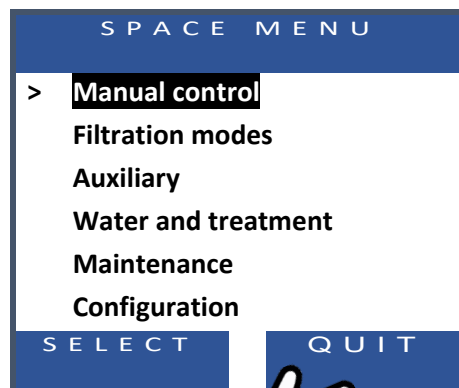 SPACE MENU
> Manual control
Filtration modes
Auxiliary
Water and treatment
Maintenance
Configuration
SELECT QUIT